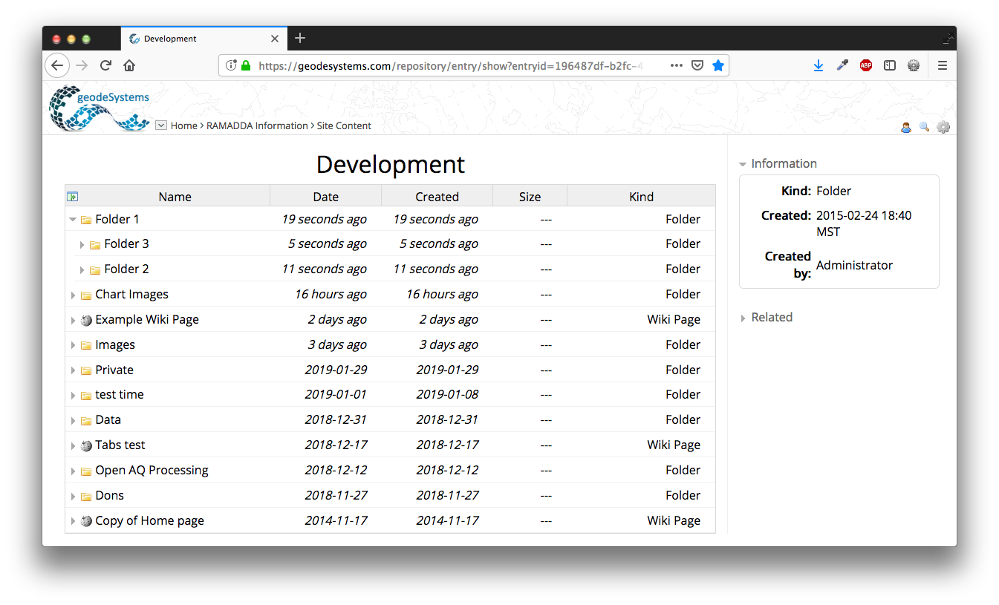 Development
https://geodesystems.com/repository/entry/show?entryid=196487df-b2fc-4
ABP
geodeSystems
Home > RAMADDA Information > Site Content
Development
Name Date Created Size Kind
Folder 1 19 seconds ago 19 seconds ago --- Folder
Folder 3 5 seconds ago 5 seconds ago --- Folder
Folder 2 11 seconds ago 11 seconds ago --- Folder
Chart Images 16 hours ago 16 hours ago --- Folder
Example Wiki Page 2 days ago 2 days ago --- Wiki Page
Images 3 days ago 3 days ago --- Folder
Private 2019-01-29 2019-01-29 --- Folder
test time 2019-01-01 2019-01-08 --- Folder
Data 2018-12-31 2018-12-31 --- Folder
Tabs test 2018-12-17 2018-12-17 --- Wiki Page
Open AQ Processing 2018-12-12 2018-12-12 --- Folder
Dons 2018-11-27 2018-11-27 --- Folder
Copy of Home page 2014-11-17 2014-11-17 --- Wiki Page
Information
Kind: Folder
Created: 2015-02-24 18:40
MST
Created
by: Administrator
Related